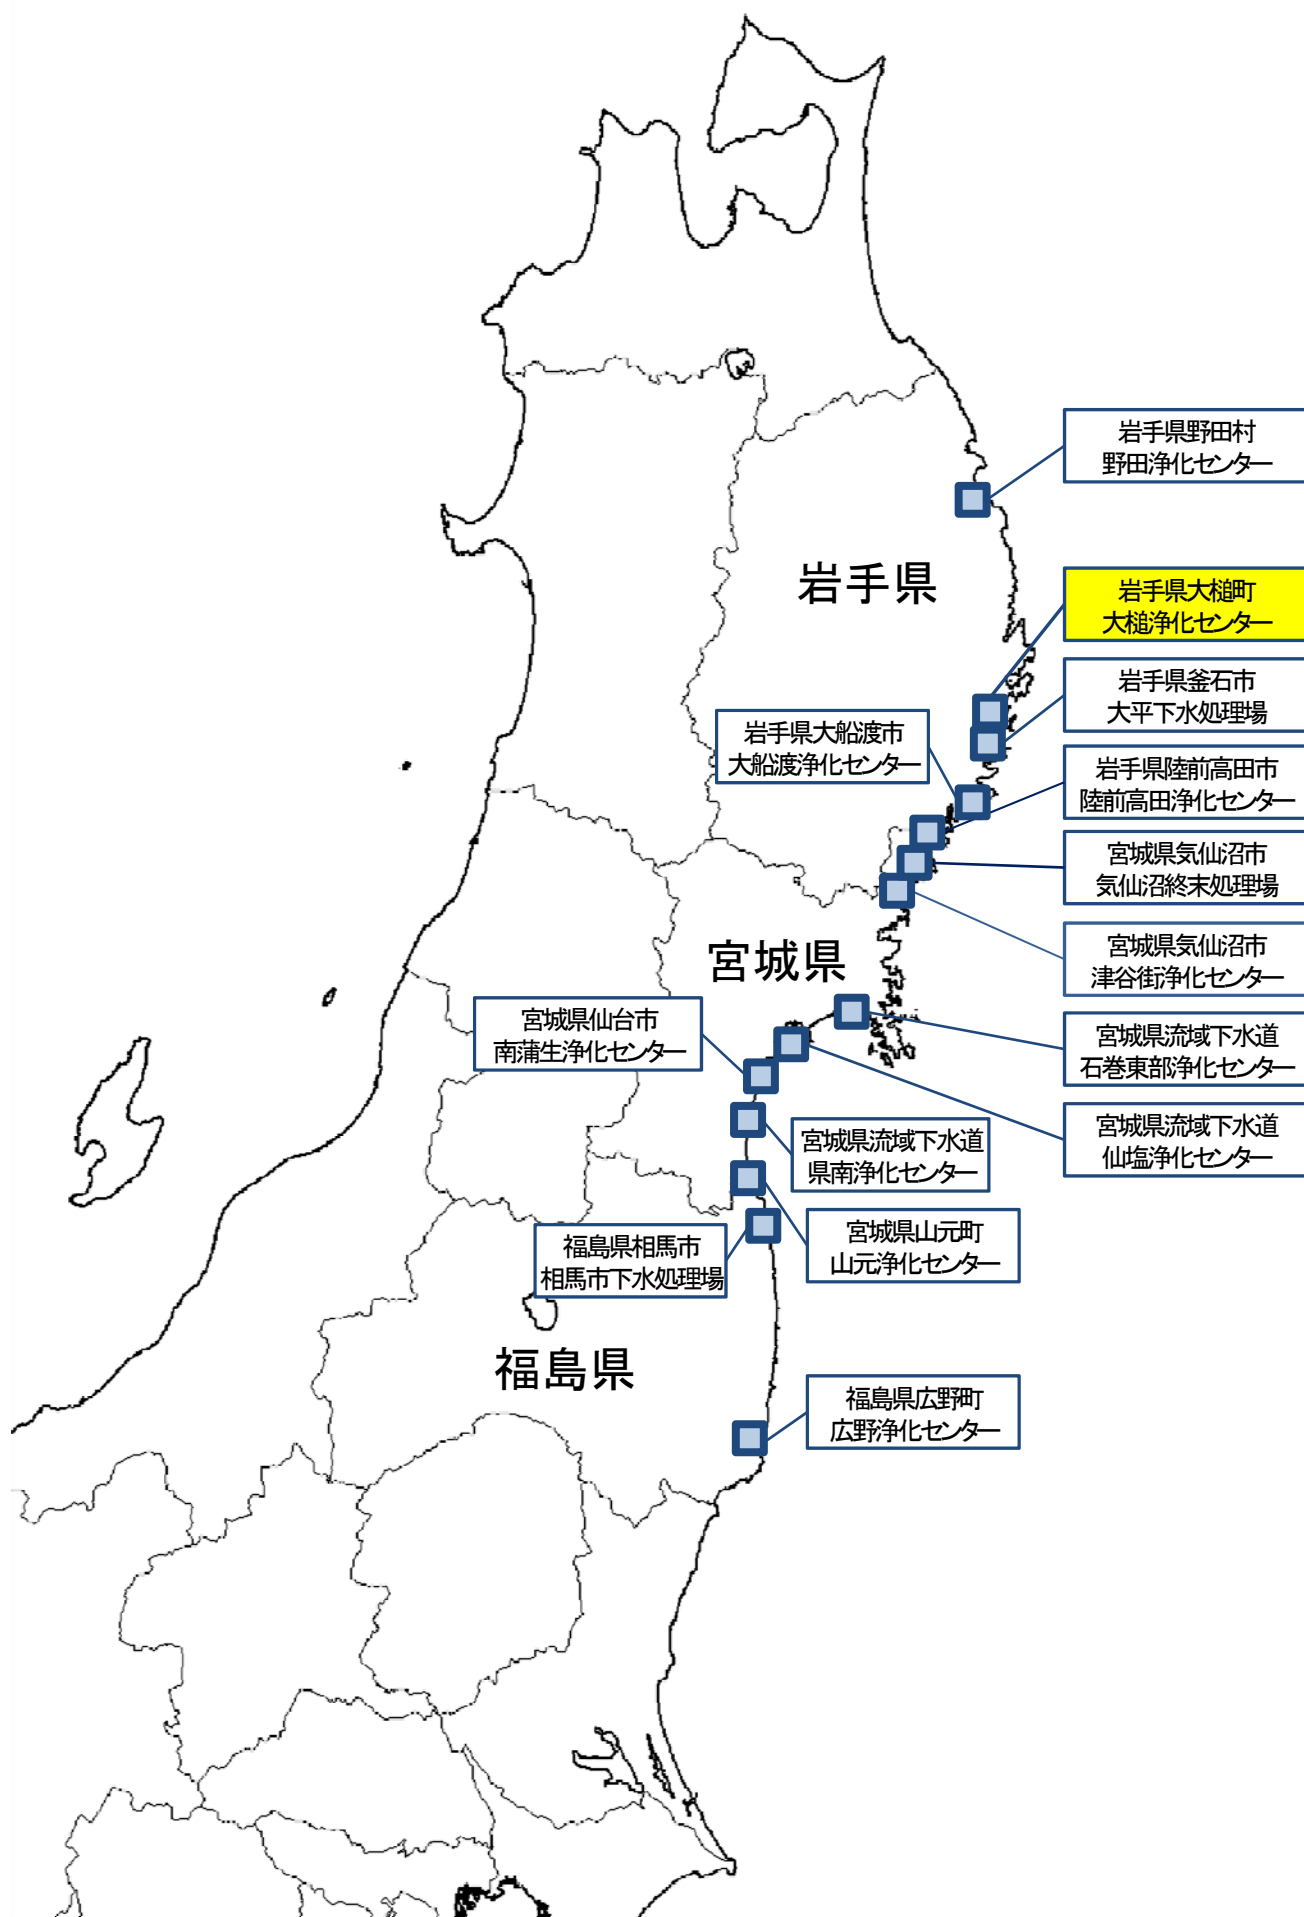 岩手県野田村
野田浄化センター
岩手県
岩手県大槌町
大槌浄化センター
岩手県釜石市
大平下水処理場
岩手県大船渡市
大船渡浄化センター
岩手県陸前高田市
陸前高田浄化センター
宮城県気仙沼市
気仙沼終末処理場
宮城県
宮城県気仙沼市
津谷街浄化センター
宮城県仙台市
南蒲生浄化センター
宮城県流域下水道
石巻東部浄化センター
宮城県流域下水道
仙塩浄化センター
宮城県流域下水道
県南浄化センター
宮城県山元町
山元浄化センター
福島県相馬市
相馬市下水処理場
福島県
福島県広野町
広野浄化センター